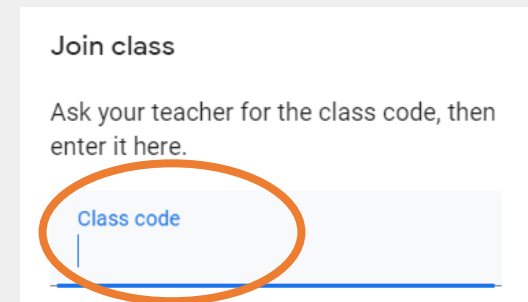 Join class
Ask your teacher for the class code, then
enter it here.
Class code